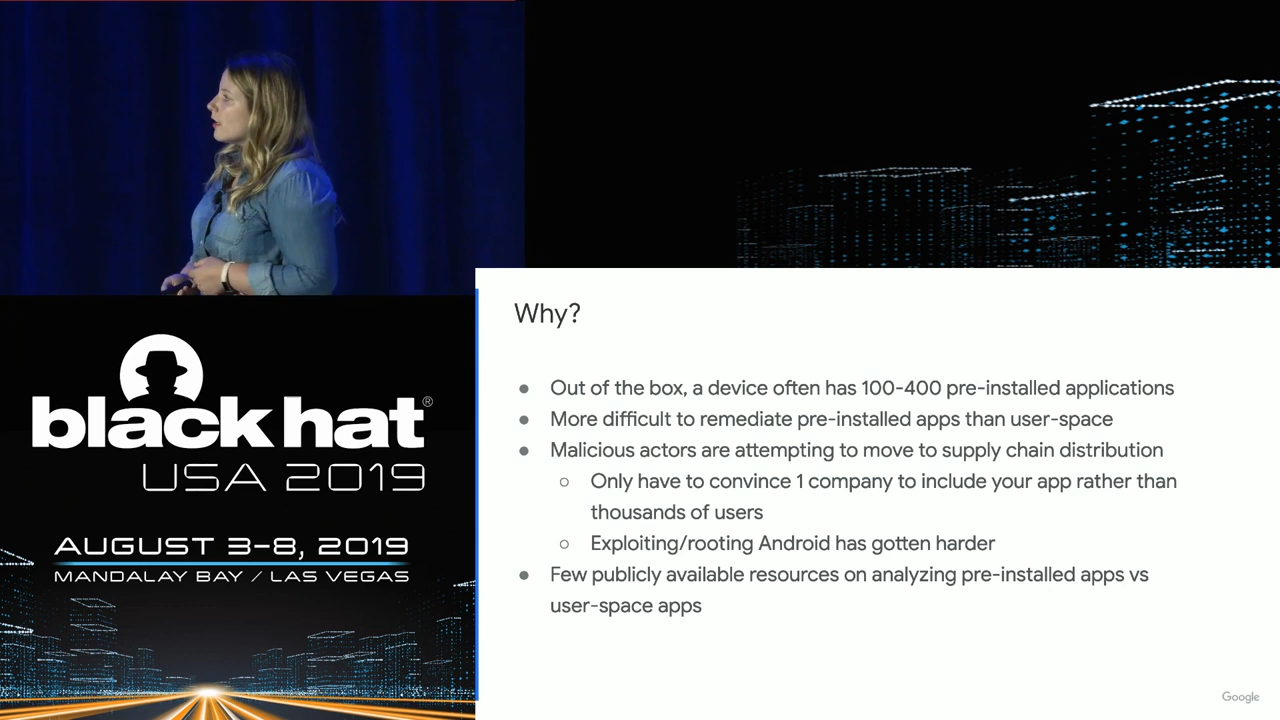 black hat®
USA 2019
AUGUST 3-8, 2019
MANDALAY BAY / LAS VEGAS
Why?
● Out of the box, a device often has 100-400 pre-installed applications
● More difficult to remediate pre-installed apps than user-space
● Malicious actors are attempting to move to supply chain distribution
○ Only have to convince 1 company to include your app rather than
thousands of users
○ Exploiting/rooting Android has gotten harder
● Few publicly available resources on analyzing pre-installed apps vs
user-space apps
Google